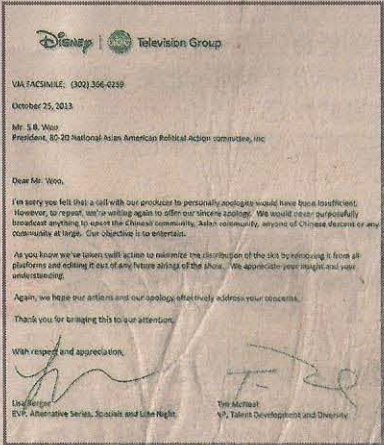 Disney | abc Television Group
VIA FACSIMILE: (302) 366-0259
October 25, 2013
Mr. S.B. Woo
President, 80-20 National Asian American Political Action committee, Inc
Dear Mr. Woo,
I'm sorry you felt that a call with our producers to personally apologize would have been insufficient.
However, to repeat, we're writing again to offer our sincere apology. We would never purposefully
broadcast anything to upset the Chinese community, Asian community, anyone of Chinese descent or any
community at large. Our objective is to entertain.
As you know we've taken swift action to minimize the distribution of the skit by removing it from all
platforms and editing it out of any future airings of the show. We appreciate your insight and your
understanding.
Again, we hope our actions and our apology effectively address your concerns.
Thank you for bringing this to our attention.
With respect and appreciation,
Lisa Berger Tim McNeal
EVP, Alternative Series, Specials and Late Night VP, Talent Development and Diversity